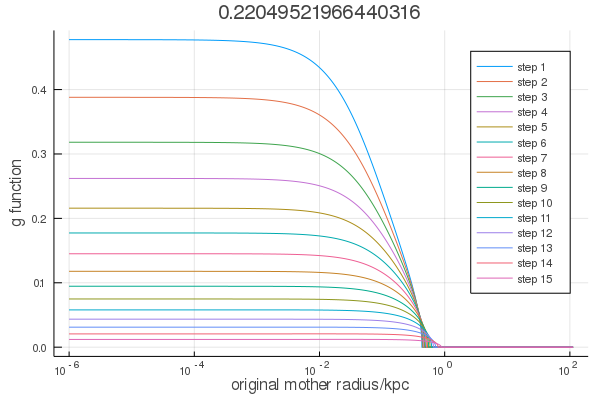 0.22049521966440316
0.4
0.3
0.2
01
0.0
g function
10^-6
10^-4
10^-2
10^0
10^2
original mother radius/kpc
step 1
step 2
step 3
step 4
step 5
step 6
step 7
step 8
step 9
step 10
step 11
step 12
step 13
step 14
step 15